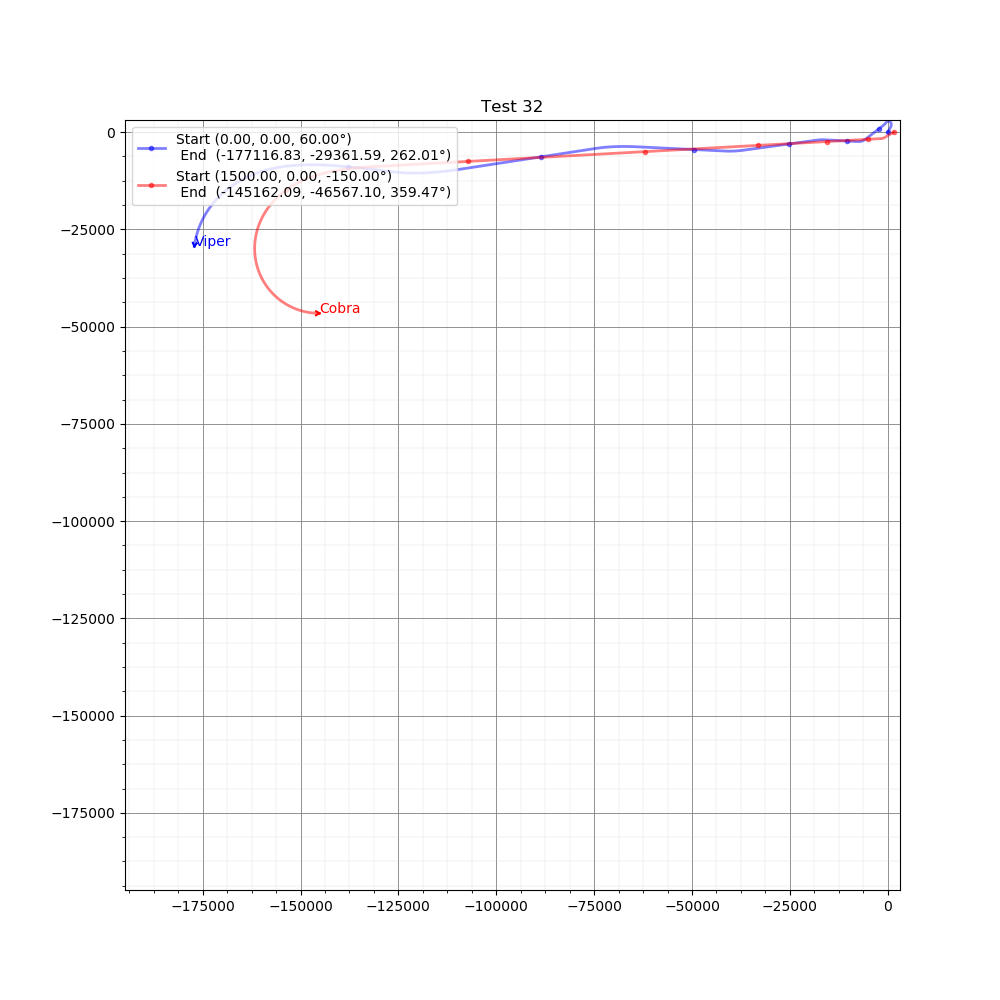 Test 32
Start (0.00, 0.00, 60.00°)
End (-177116.83, -29361.59, 262.01°)
Start (1500.00, 0.00, -150.00°)
End (-145162.09, -46567.10, 359.47°)
Viper
Cobra
0
−25000
−50000
−75000
−100000
−125000
−150000
−175000
−175000 −150000 −125000 −100000 −75000 −50000 −25000 0